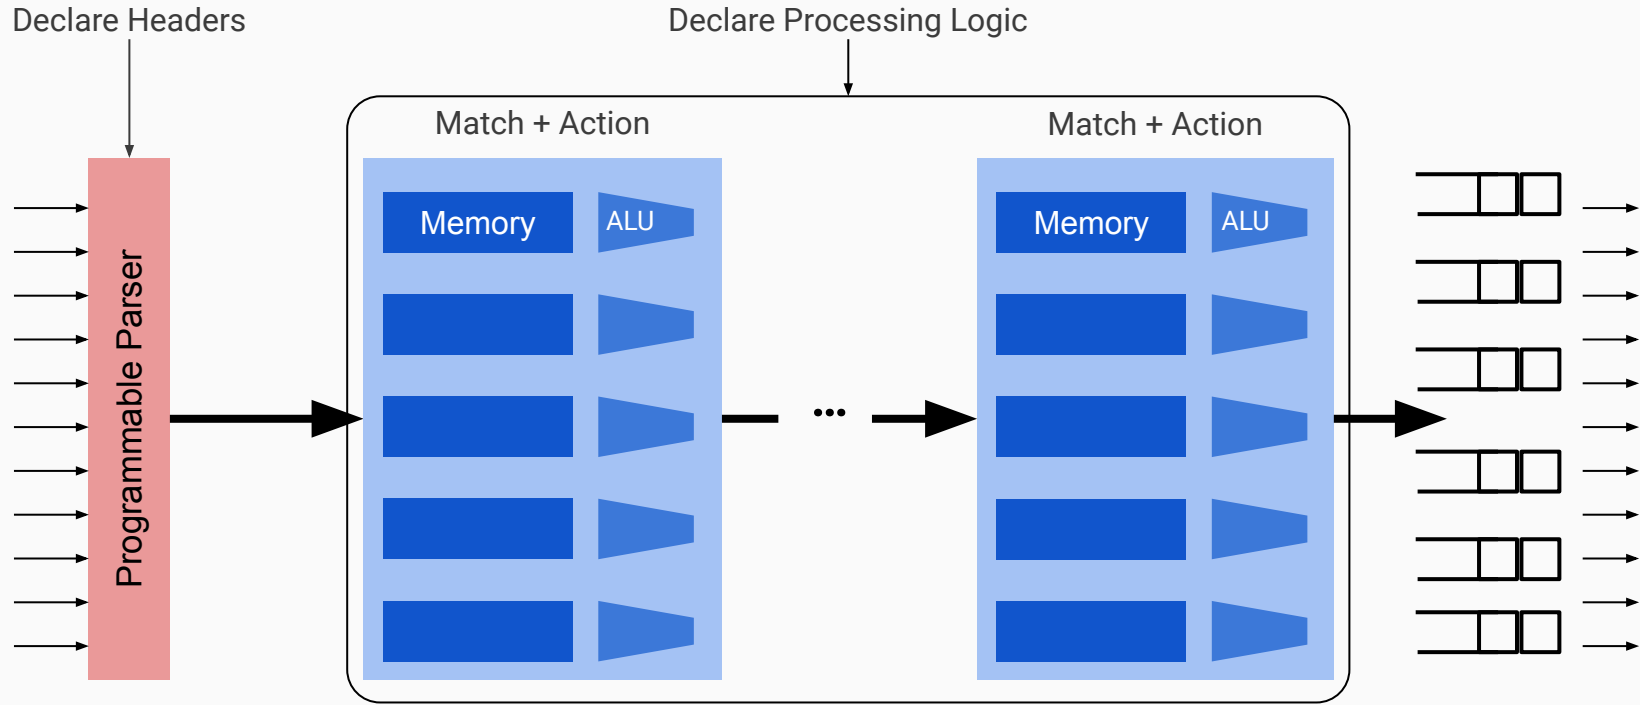 Declare Headers
Declare Processing Logic
Match + Action
Match + Action
Programmable Parser
Memory
ALU
...
Memory
ALU